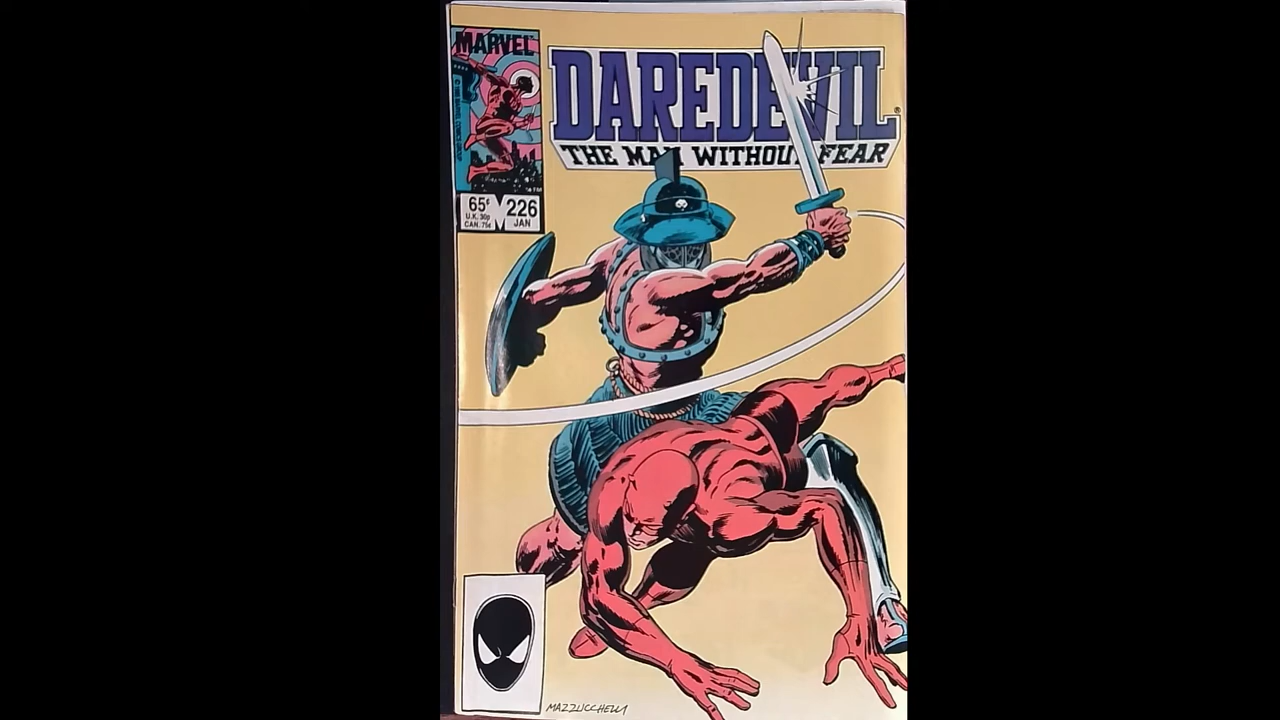 MARVEL
DAREDEVIL
THE MAN WITHOUT FEAR
65¢
U.K. 30p
CAN. 75¢
226
JAN
MAZZUCCHELLI